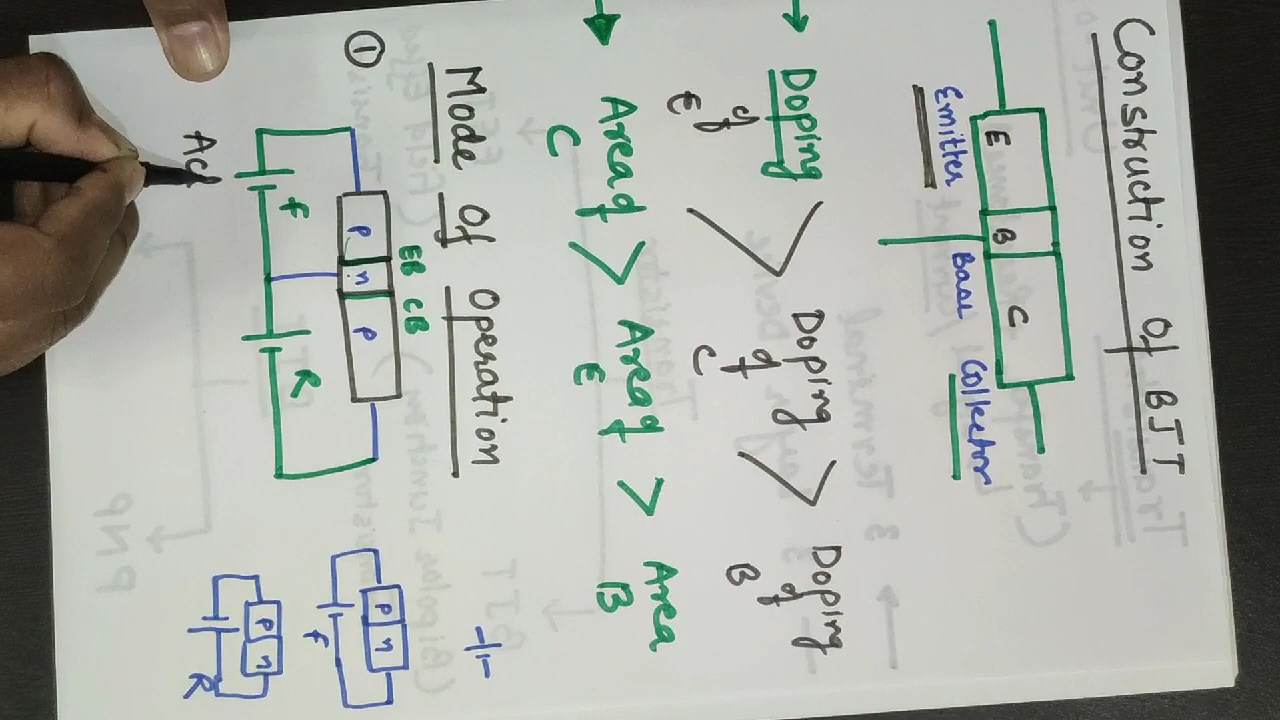 Construction Of BJT
E B C
Emitter Base Collector
Doping of E > Doping of C > Doping of B
Area of C > Area of E > Area B
Mode Of Operation
①
EB CB
P n P
F R
P n
F
P n
R
Act